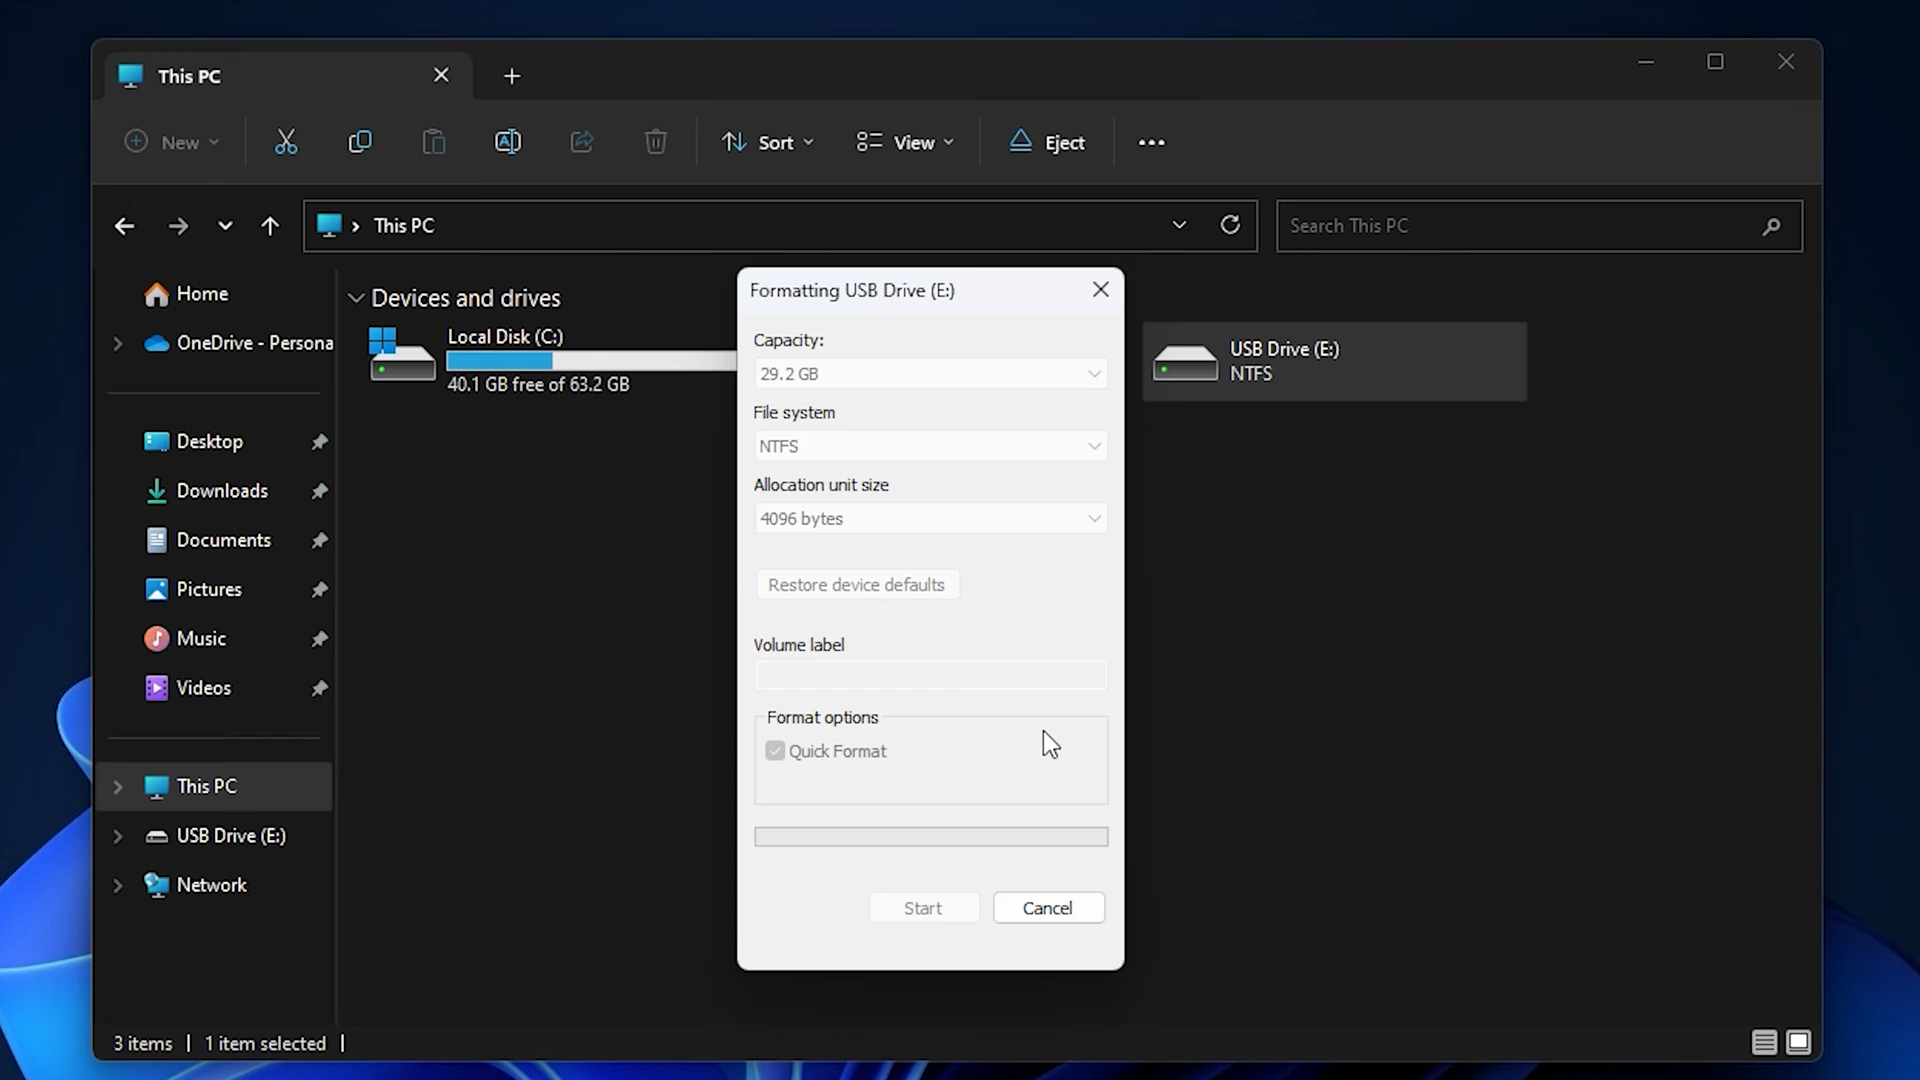 This PC
New
Sort
View
Eject
This PC
Search This PC
Home
OneDrive - Persona
Desktop
Downloads
Documents
Pictures
Music
Videos
This PC
USB Drive (E:)
Network
Devices and drives
Local Disk (C:)
40.1 GB free of 63.2 GB
USB Drive (E:)
NTFS
Formatting USB Drive (E:)
Capacity:
29.2 GB
File system
NTFS
Allocation unit size
4096 bytes
Restore device defaults
Volume label
Format options
Quick Format
Start
Cancel
3 items
1 item selected